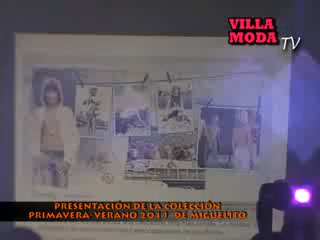 VILLA
MODA
TV
PRESENTACIÓN DE LA COLECCIÓN
PRIMAVERA-VERANO 2011 DE MIGUELITO